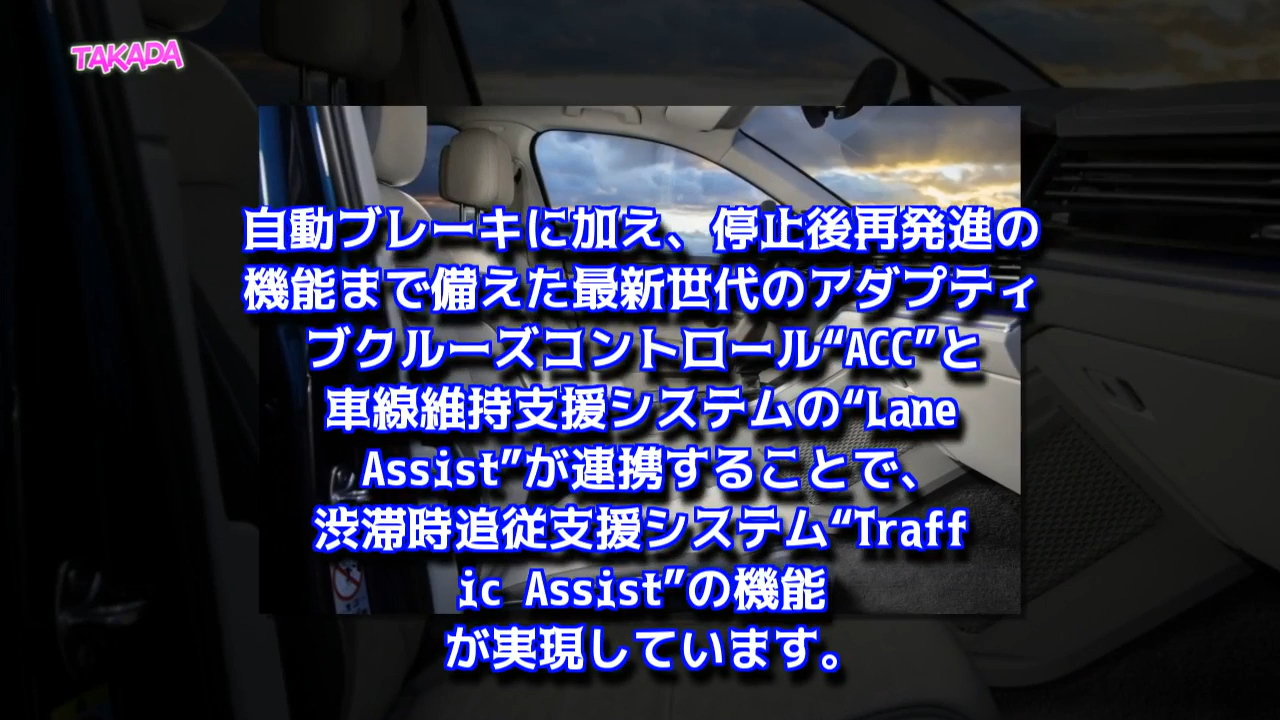 TAKADA
自動ブレーキに加え、停止後再発進の
機能まで備えた最新世代のアダプティ
ブクルーズコントロール“ACC”と
車線維持支援システムの“Lane
Assist”が連携することで、
渋滞時追従支援システム“Traff
ic Assist”の機能
が実現しています。